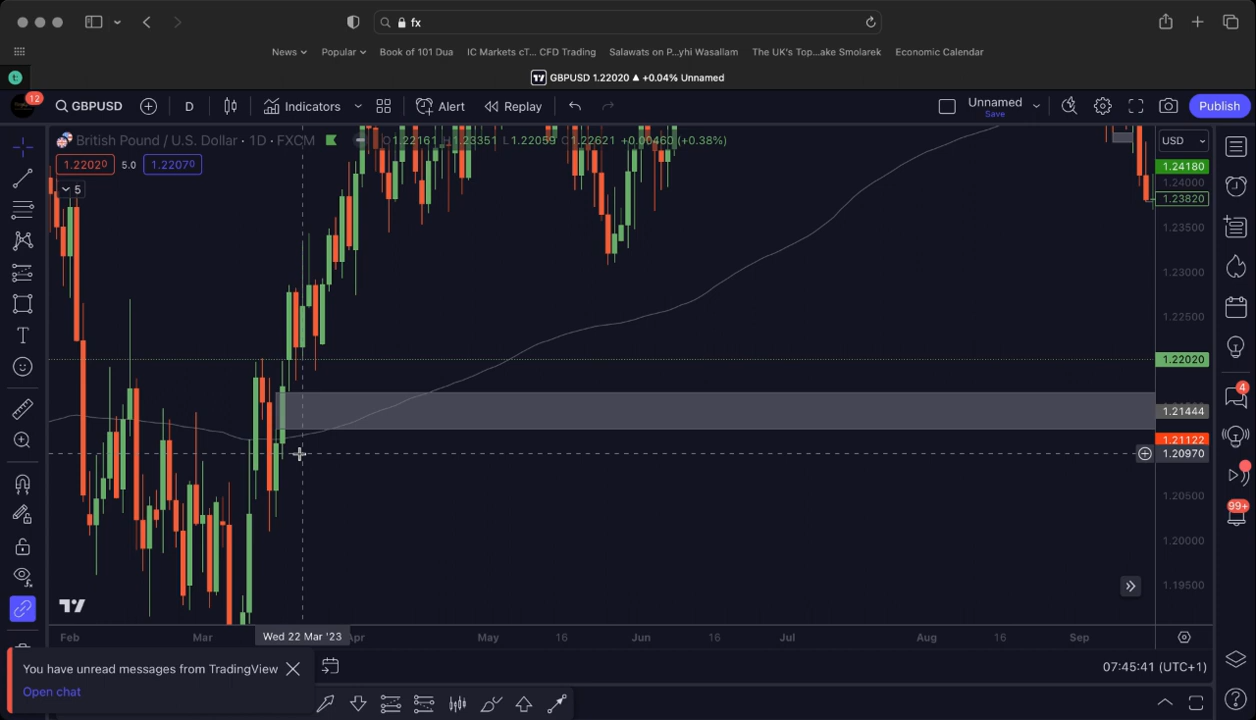 fx
News
Popular
Book of 101 Dua
IC Markets cT... CFD Trading
Salawats on P...yhi Wasallam
The UK's Top...ake Smolarek
Economic Calendar
GBPUSD 1.22020 ▲ +0.04% Unnamed
12
GBPUSD
D
Indicators
Alert
Replay
Unnamed
Save
Publish
British Pound / U.S. Dollar · 1D · FXCM
O1.22161 H1.23351 L1.22059 C1.22621 +0.00460 (+0.38%)
USD
1.22020
5.0
1.22070
1.24180
5
1.24000
1.23820
1.23500
1.23000
1.22500
1.22020
1.21444
4
1.21122
1.20970
1.20500
99+
1.20000
1.19500
T
Feb
Mar
Wed 22 Mar '23
Apr
May
16
Jun
16
Jul
Aug
16
Sep
You have unread messages from TradingView
07:45:41 (UTC+1)
Open chat